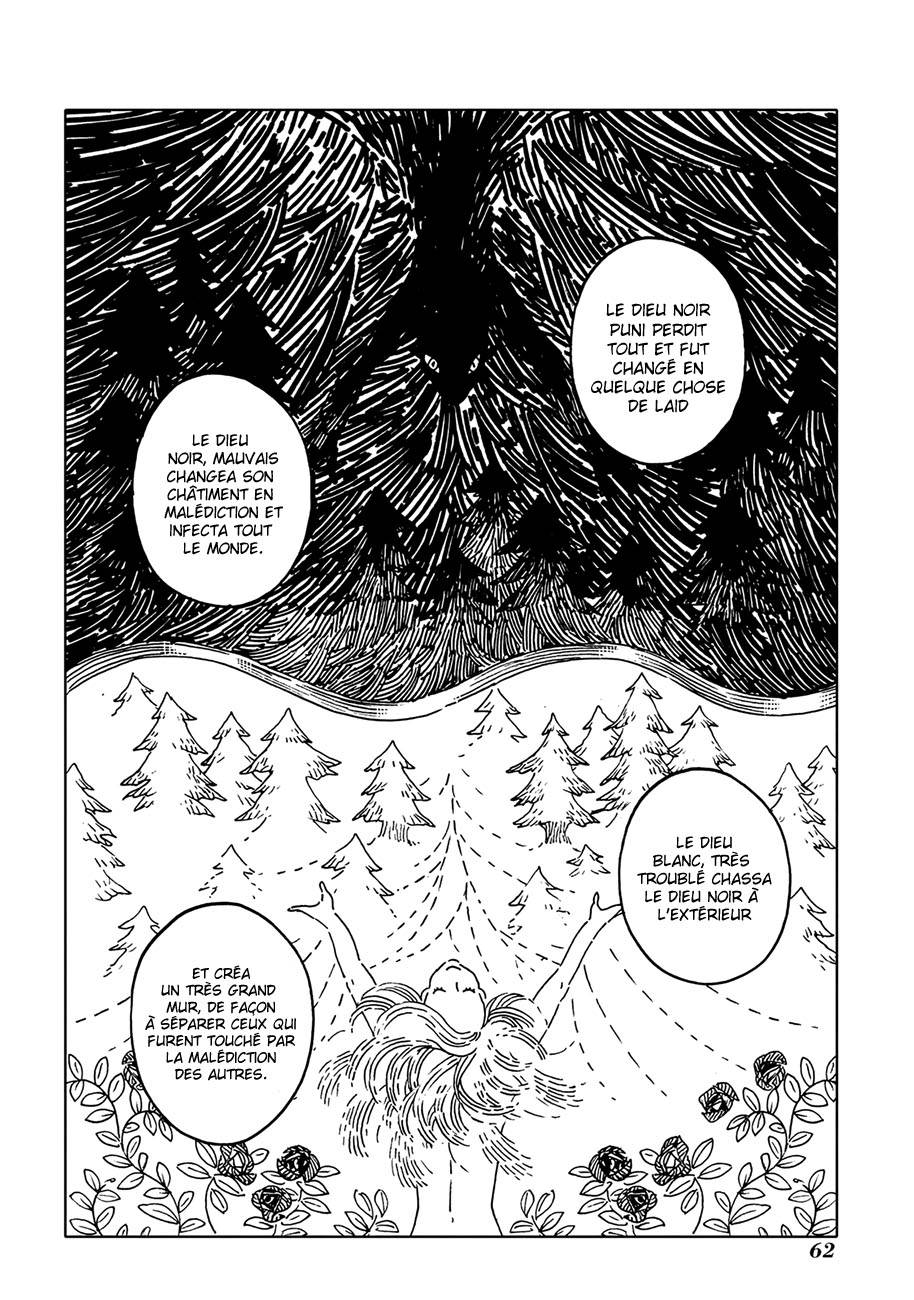 LE DIEU NOIR
PUNI PERDIT
TOUT ET FUT
CHANGÉ EN
QUELQUE CHOSE
DE LAID
LE DIEU
NOIR, MAUVAIS
CHANGEA SON
CHÂTIMENT EN
MALÉDICTION ET
INFECTA TOUT
LE MONDE.
LE DIEU
BLANC, TRÈS
TROUBLÉ CHASSA
LE DIEU NOIR À
L'EXTÉRIEUR
ET CRÉA
UN TRÈS GRAND
MUR, DE FAÇON
À SÉPARER CEUX QUI
FURENT TOUCHÉ PAR
LA MALÉDICTION
DES AUTRES.
62